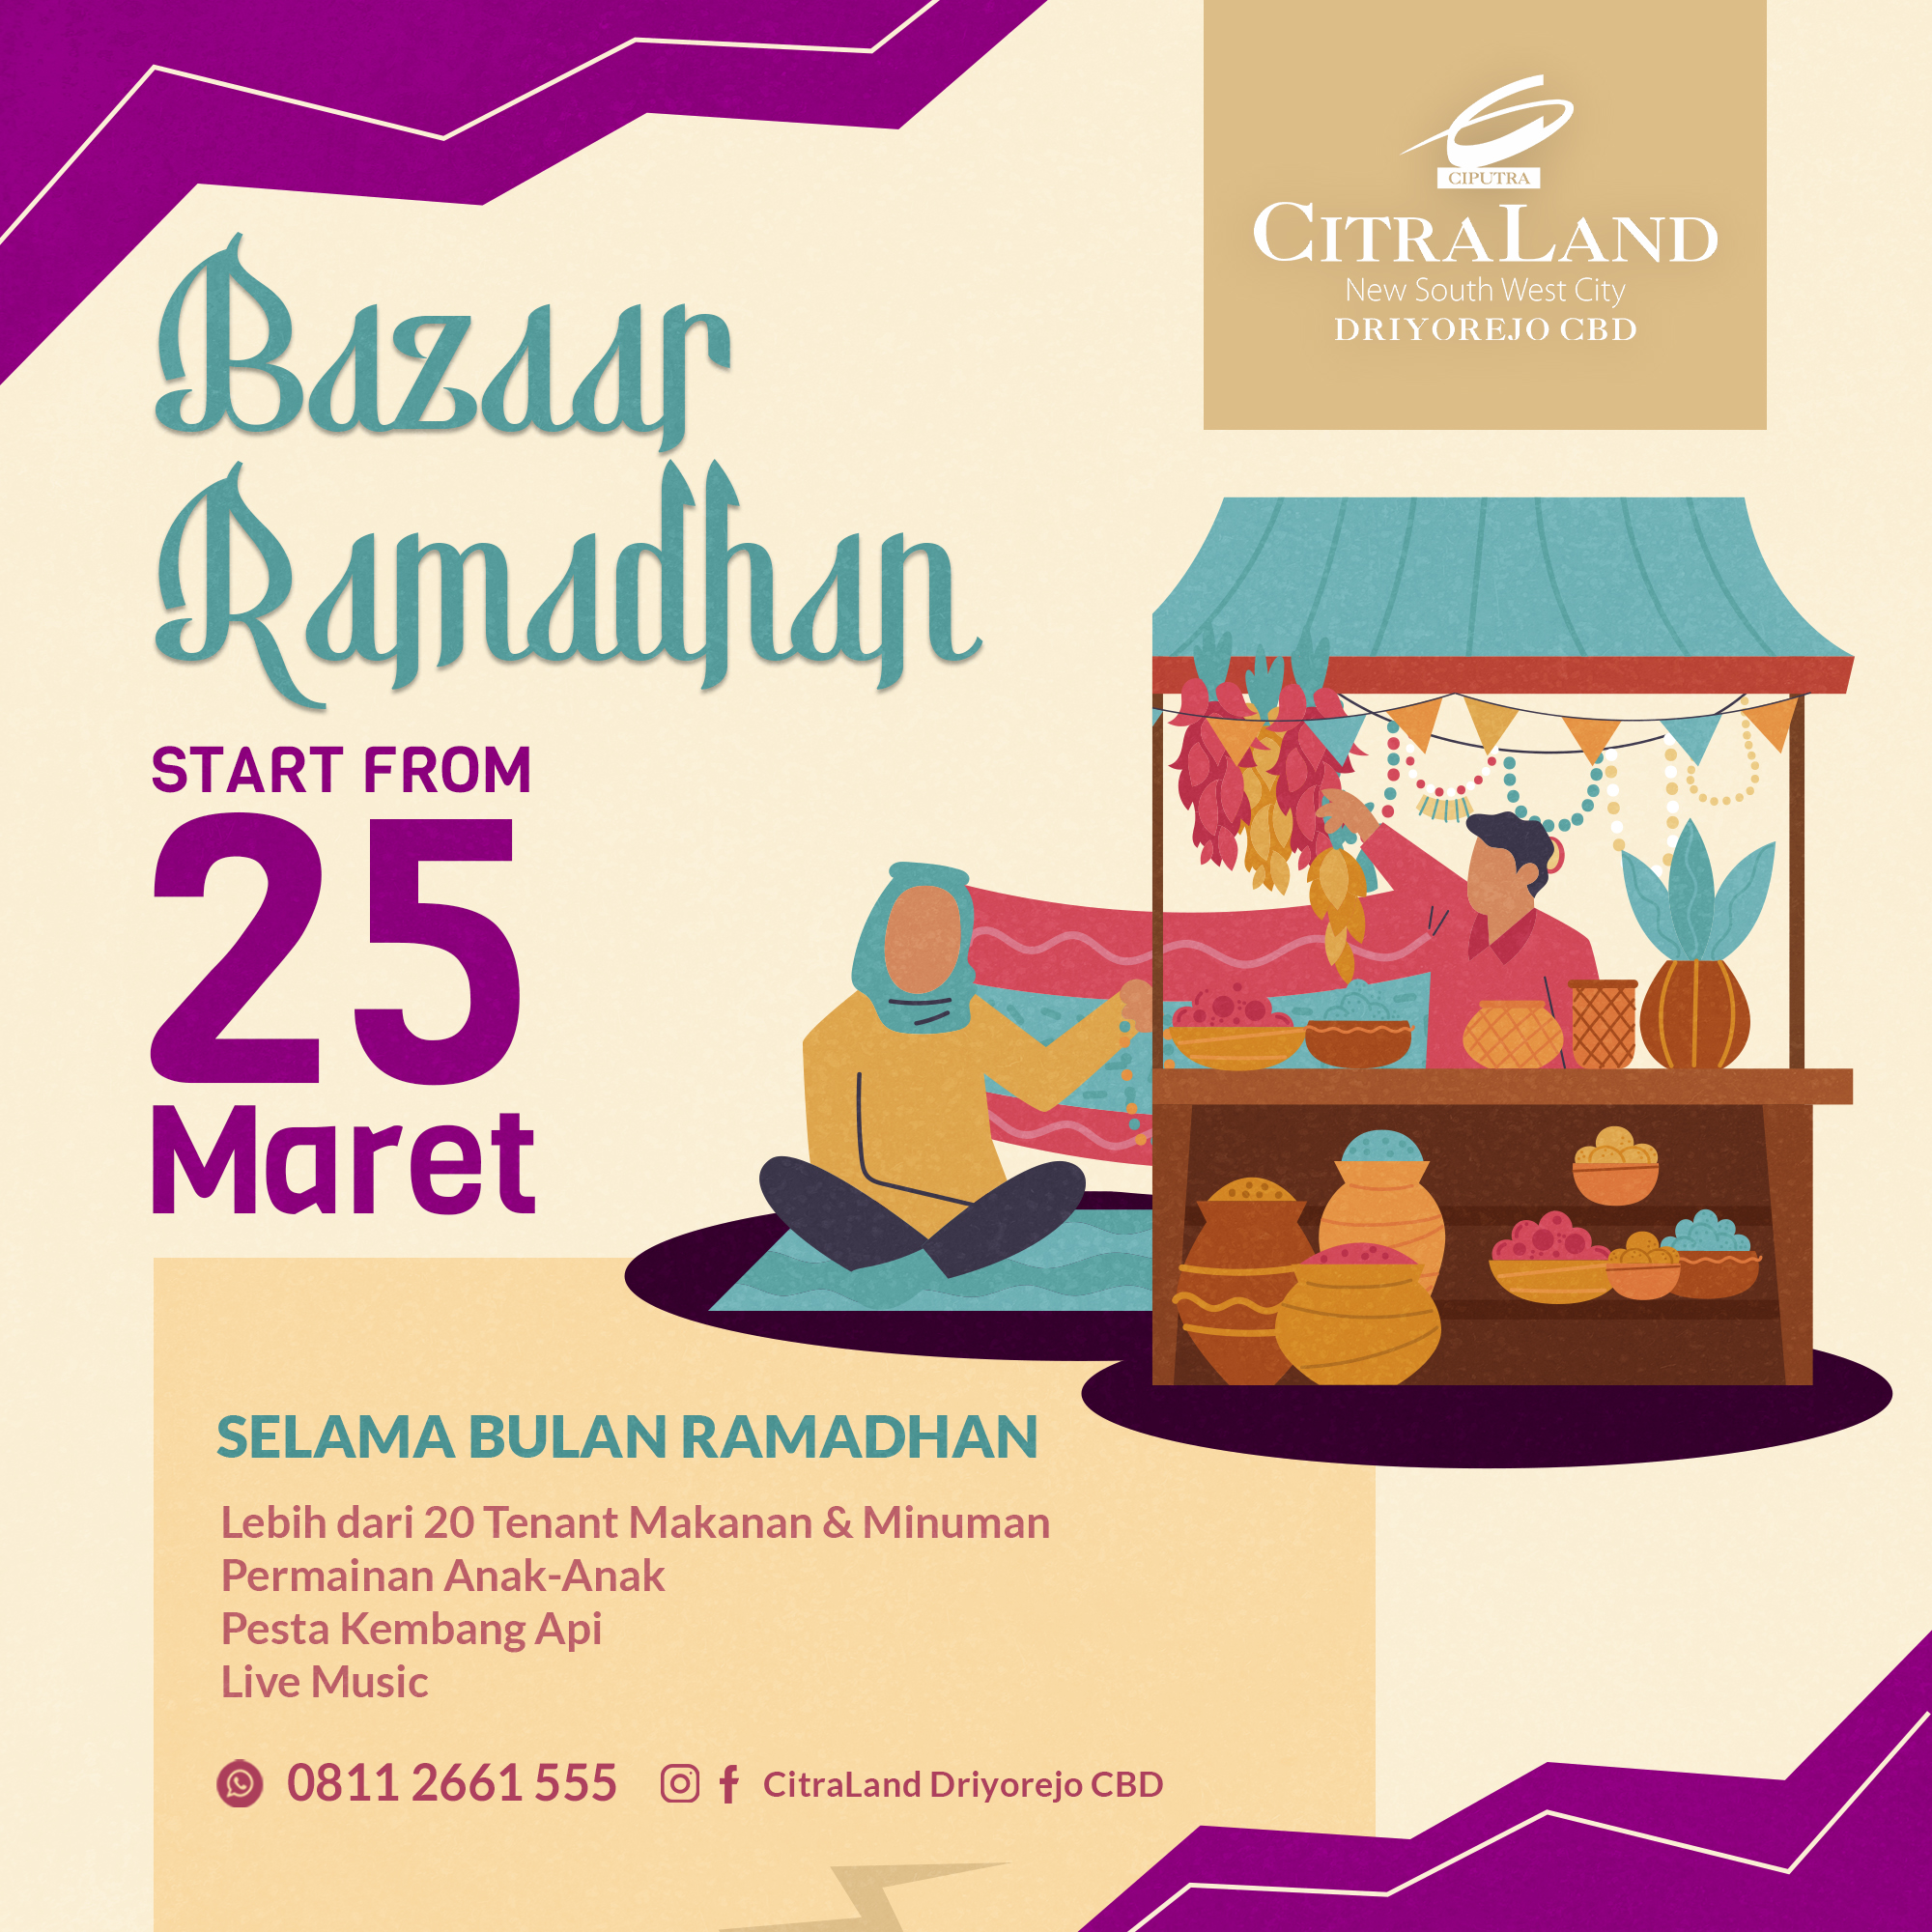 CIPUTRA
CITRALAND
New South West City
DRIYOREJO CBD
Bazaar
Ramadhan
START FROM
25
Maret
SELAMA BULAN RAMADHAN
Lebih dari 20 Tenant Makanan & Minuman
Permainan Anak-Anak
Pesta Kembang Api
Live Music
0811 2661 555 CitraLand Driyorejo CBD